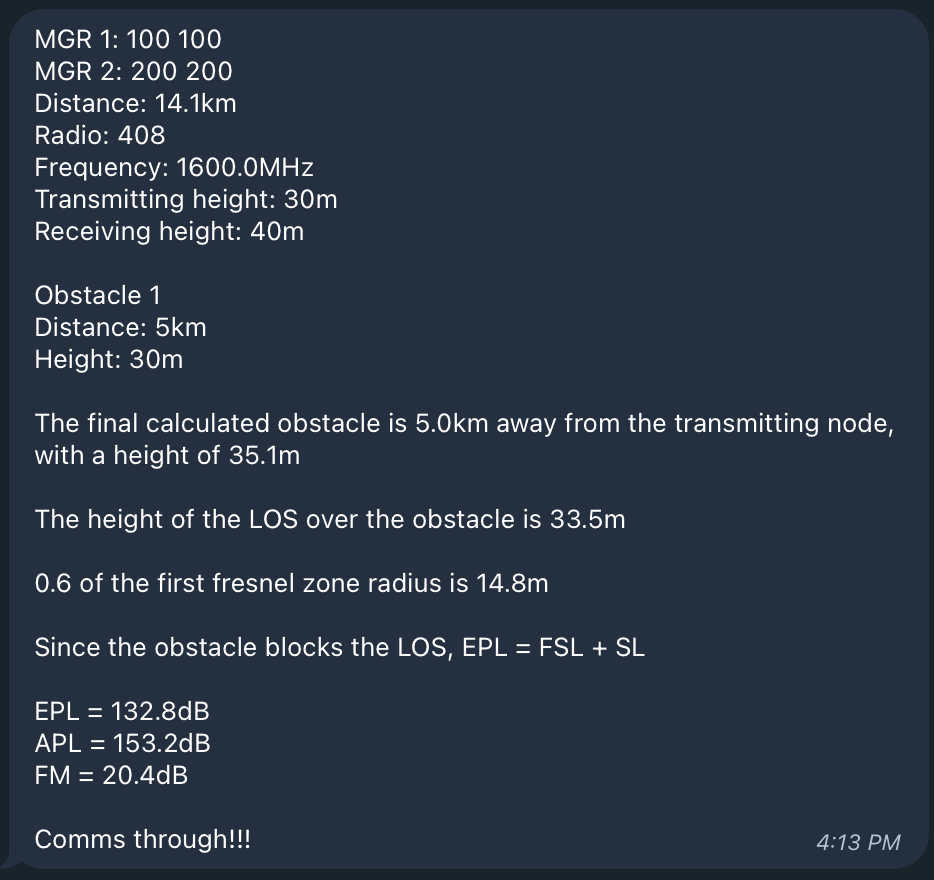 MGR 1: 100 100
MGR 2: 200 200
Distance: 14.1km
Radio: 408
Frequency: 1600.0MHz
Transmitting height: 30m
Receiving height: 40m
Obstacle 1
Distance: 5km
Height: 30m
The final calculated obstacle is 5.0km away from the transmitting node,
with a height of 35.1m
The height of the LOS over the obstacle is 33.5m
0.6 of the first fresnel zone radius is 14.8m
Since the obstacle blocks the LOS, EPL = FSL + SL
EPL = 132.8dB
APL = 153.2dB
FM = 20.4dB
Comms through!!!
4:13 PM